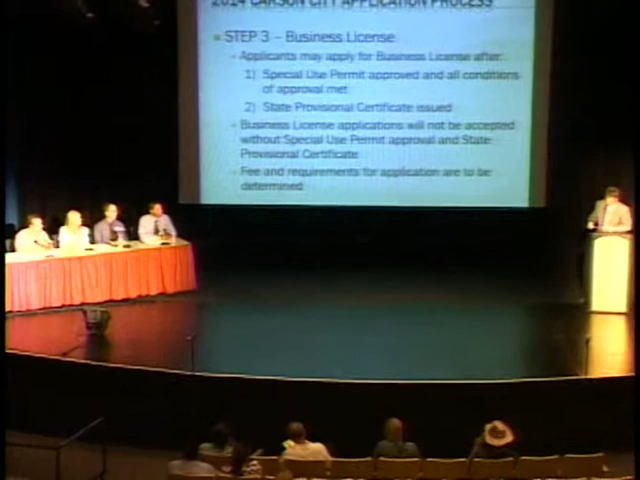 2014 CARSON CITY APPLICATION PROCESS
STEP 3 – Business License
Applicants may apply for Business License after:
1) Special Use Permit approved and all conditions
of approval met.
2) State Provisional Certificate issued
Business License applications will not be accepted
without Special Use Permit approval and State
Provisional Certificate
Fee and requirements for application are to be
determined